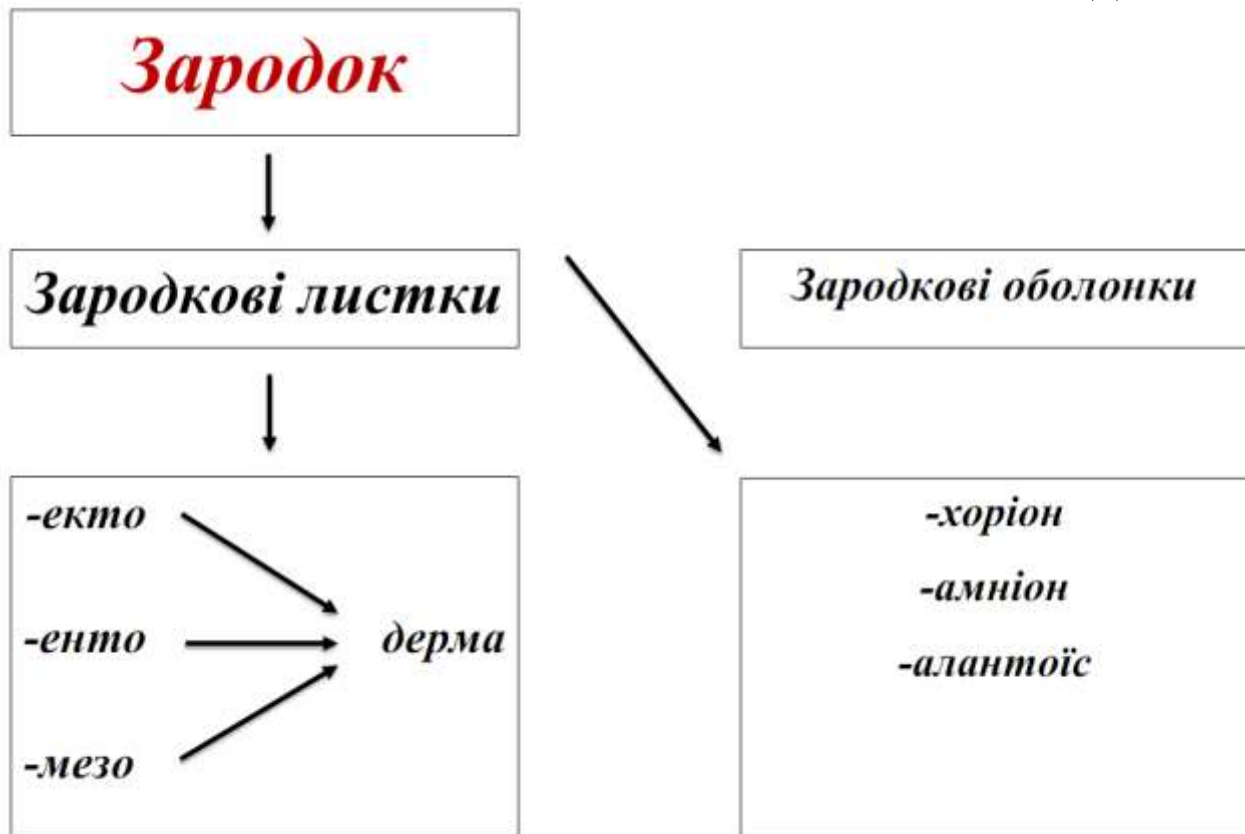 Зародок
Зародкові листки
Зародкові оболонки
-екто
-енто
дерма
-мезо
-хоріон
-амніон
-алантоїс